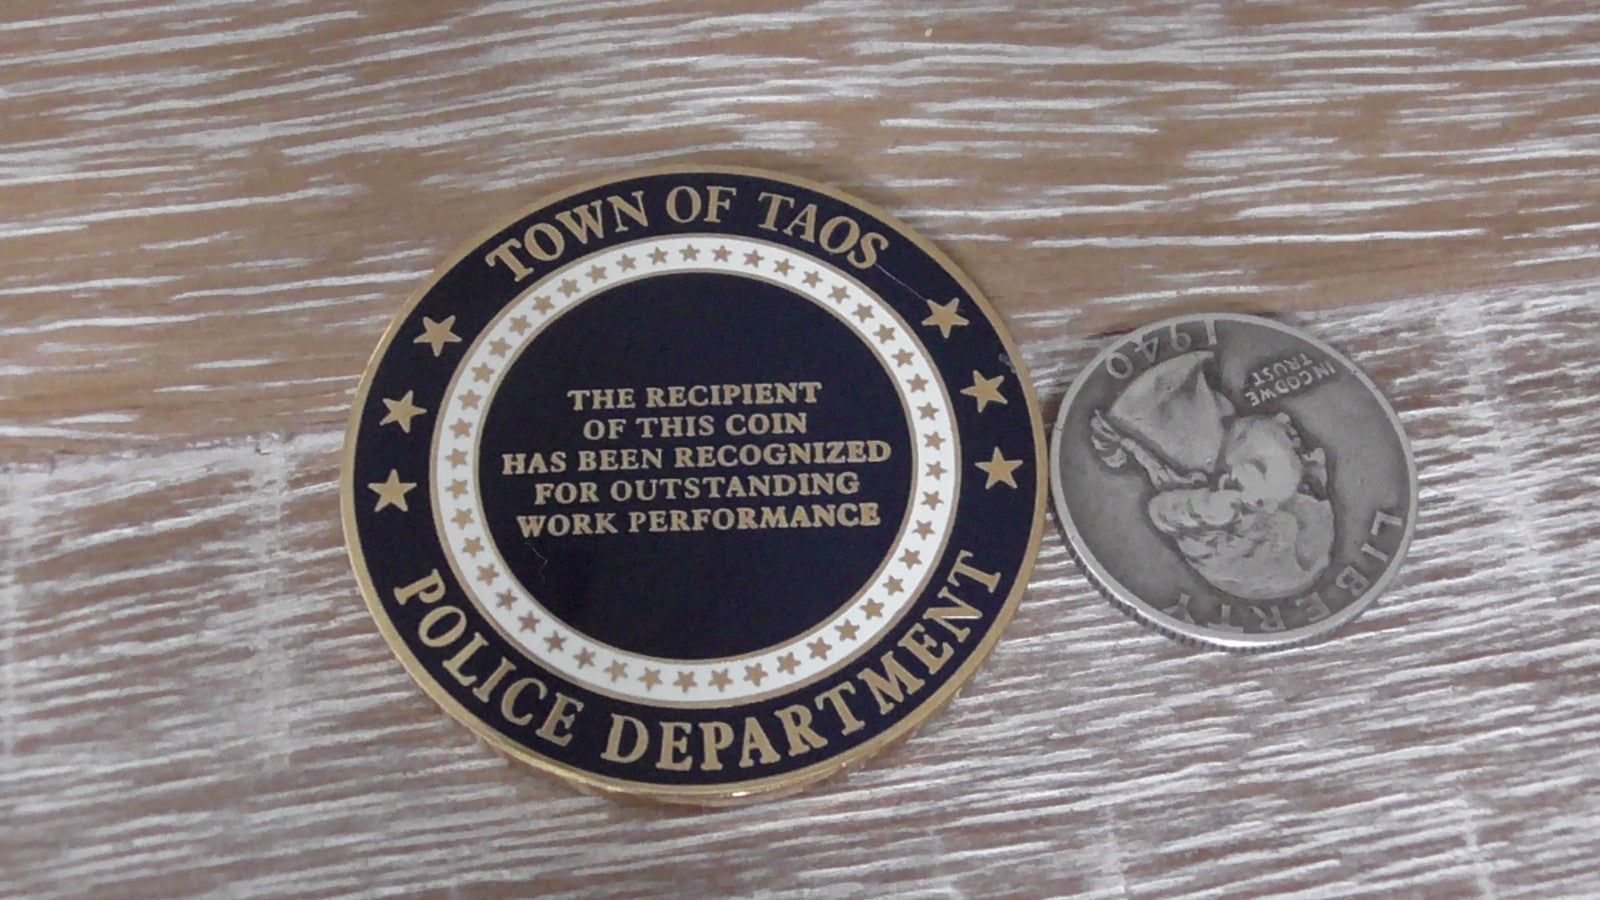 TOWN OF TAOS
THE RECIPIENT
OF THIS COIN
HAS BEEN RECOGNIZED
FOR OUTSTANDING
WORK PERFORMANCE
POLICE DEPARTMENT
LIBERTY
IN GOD WE
TRUST
1940